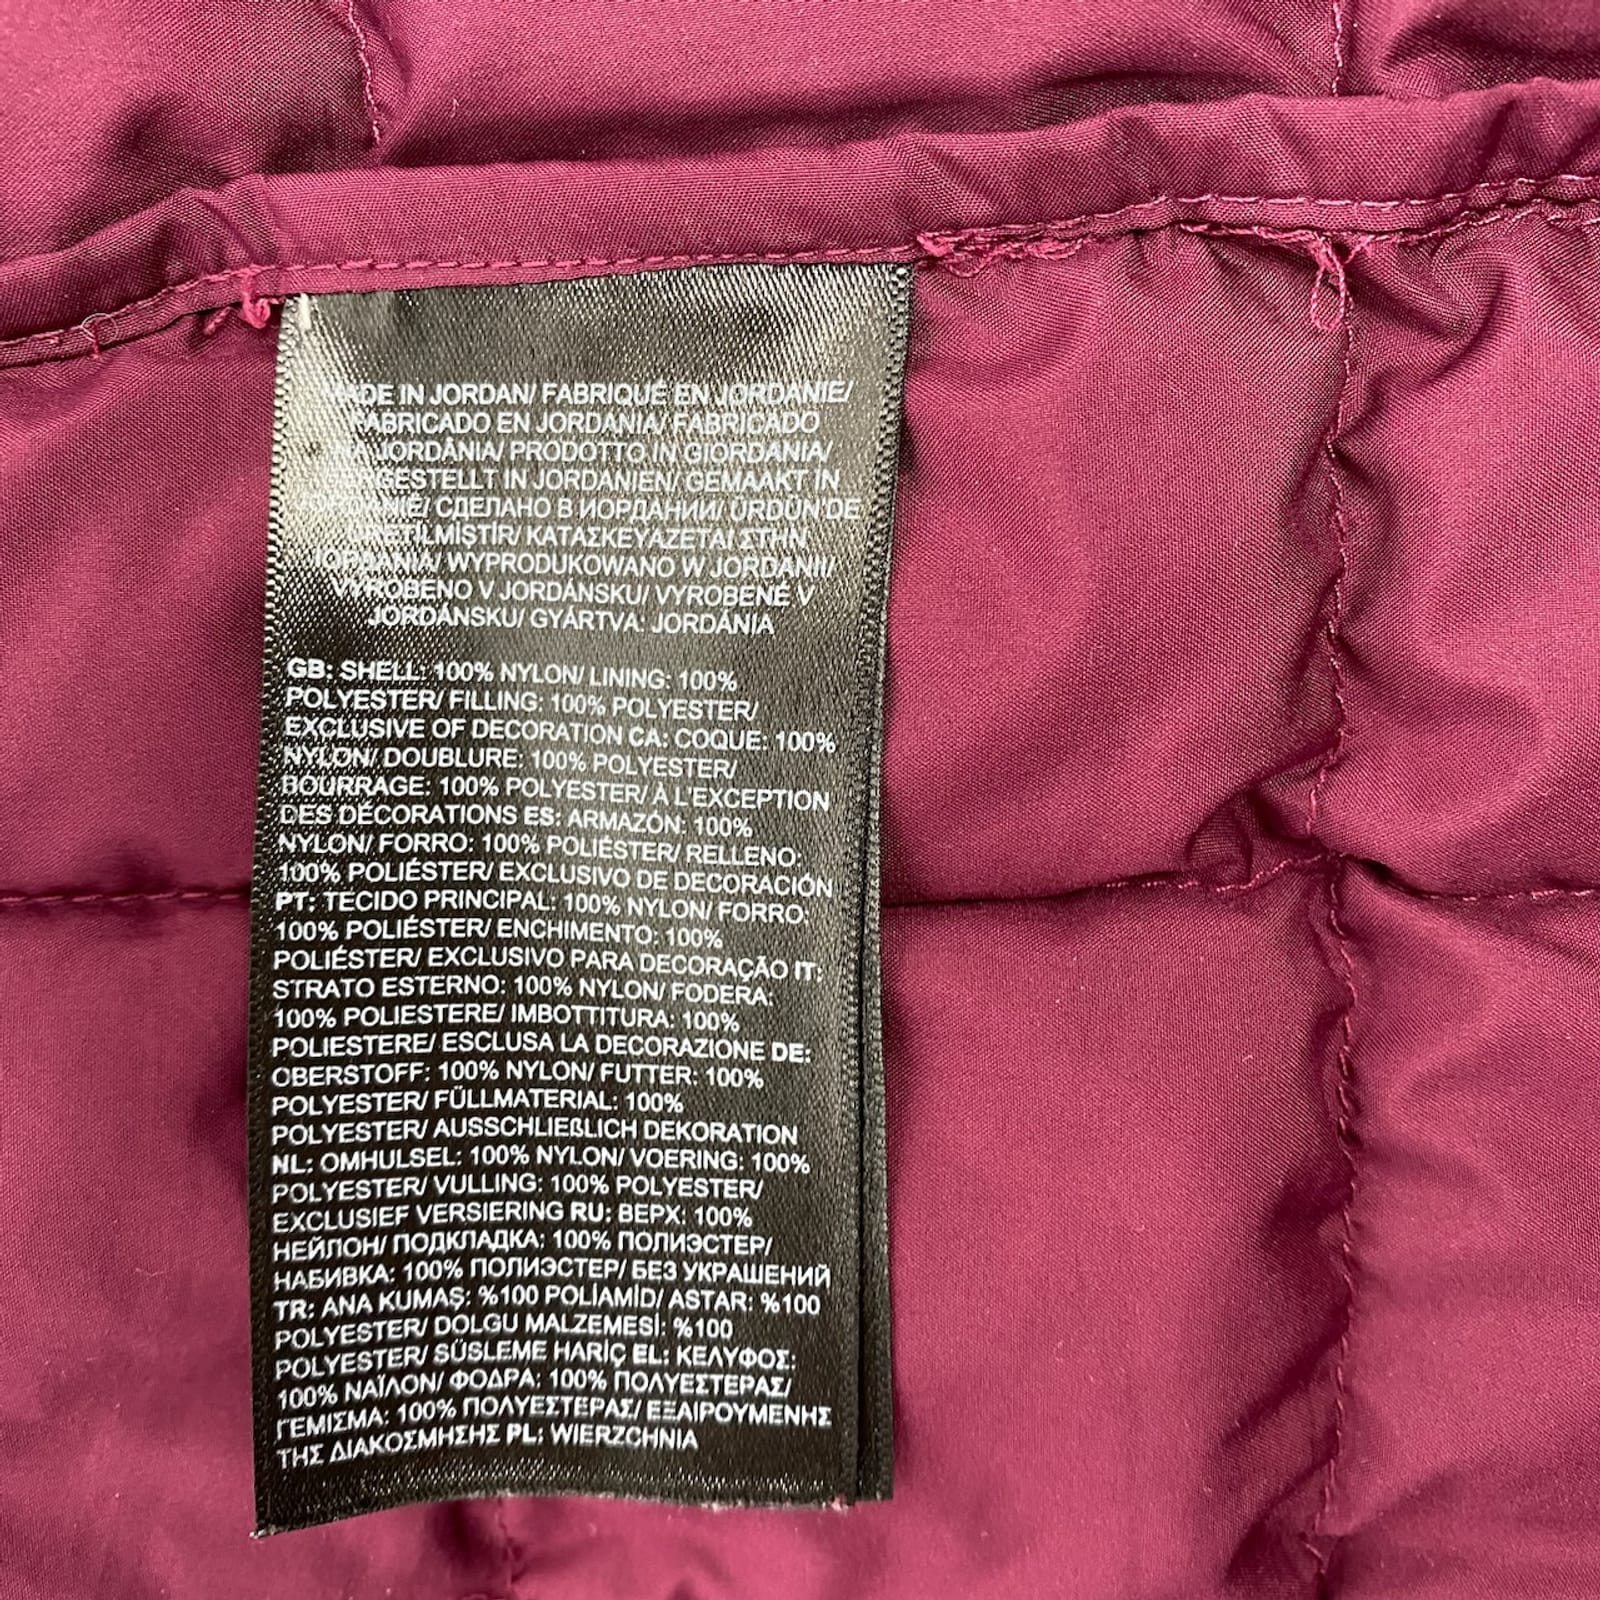 MADE IN JORDAN/ FABRIQUÉ EN JORDANIE/
FABRICADO EN JORDANIA/ FABRICADO
NA JORDÂNIA/ PRODOTTO IN GIORDANIA/
HERGESTELLT IN JORDANIEN/ GEMAAKT IN
JORDANIE/ СДЕЛАНО В ИОРДАНИИ/ ÜRDÜN'DE
ÜRETİLMİŞTİR/ ΚΑΤΑΣΚΕΥΑΖΕΤΑΙ ΣΤΗΝ
JORDANIA/ WYPRODUKOWANO W JORDANII/
VYROBENO V JORDÁNSKU/ VYROBENÉ V
JORDÁNSKU/ GYÁRTVA: JORDÁNIA
GB: SHELL: 100% NYLON/ LINING: 100%
POLYESTER/ FILLING: 100% POLYESTER/
EXCLUSIVE OF DECORATION CA: COQUE: 100%
NYLON/ DOUBLURE: 100% POLYESTER/
BOURRAGE: 100% POLYESTER/ À L'EXCEPTION
DES DÉCORATIONS ES: ARMAZÓN: 100%
NYLON/ FORRO: 100% POLIÉSTER/ RELLENO:
100% POLIÉSTER/ EXCLUSIVO DE DECORACIÓN
PT: TECIDO PRINCIPAL: 100% NYLON/ FORRO:
100% POLIÉSTER/ ENCHIMENTO: 100%
POLIÉSTER/ EXCLUSIVO PARA DECORAÇÃO IT:
STRATO ESTERNO: 100% NYLON/ FODERA:
100% POLIESTERE/ IMBOTTITURA: 100%
POLIESTERE/ ESCLUSA LA DECORAZIONE DE:
OBERSTOFF: 100% NYLON/ FUTTER: 100%
POLYESTER/ FÜLLMATERIAL: 100%
POLYESTER/ AUSSCHLIEßLICH DEKORATION
NL: OMHULSEL: 100% NYLON/ VOERING: 100%
POLYESTER/ VULLING: 100% POLYESTER/
EXCLUSIEF VERSIERING RU: ВЕРХ: 100%
НЕЙЛОН/ ПОДКЛАДКА: 100% ПОЛИЭСТЕР/
НАБИВКА: 100% ПОЛИЭСТЕР/ БЕЗ УКРАШЕНИЙ
TR: ANA KUMAŞ: %100 POLİAMİD/ ASTAR: %100
POLYESTER/ DOLGU MALZEMESİ: %100
POLYESTER/ SÜSLEME HARİÇ EL: ΚΕΛΥΦΟΣ:
100% ΝΑΪΛΟΝ/ ΦΟΔΡΑ: 100% ΠΟΛΥΕΣΤΕΡΑΣ/
ΓΕΜΙΣΜΑ: 100% ΠΟΛΥΕΣΤΕΡΑΣ/ ΕΞΑΙΡΟΥΜΕΝΗΣ
ΤΗΣ ΔΙΑΚΟΣΜΗΣΗΣ PL: WIERZCHNIA